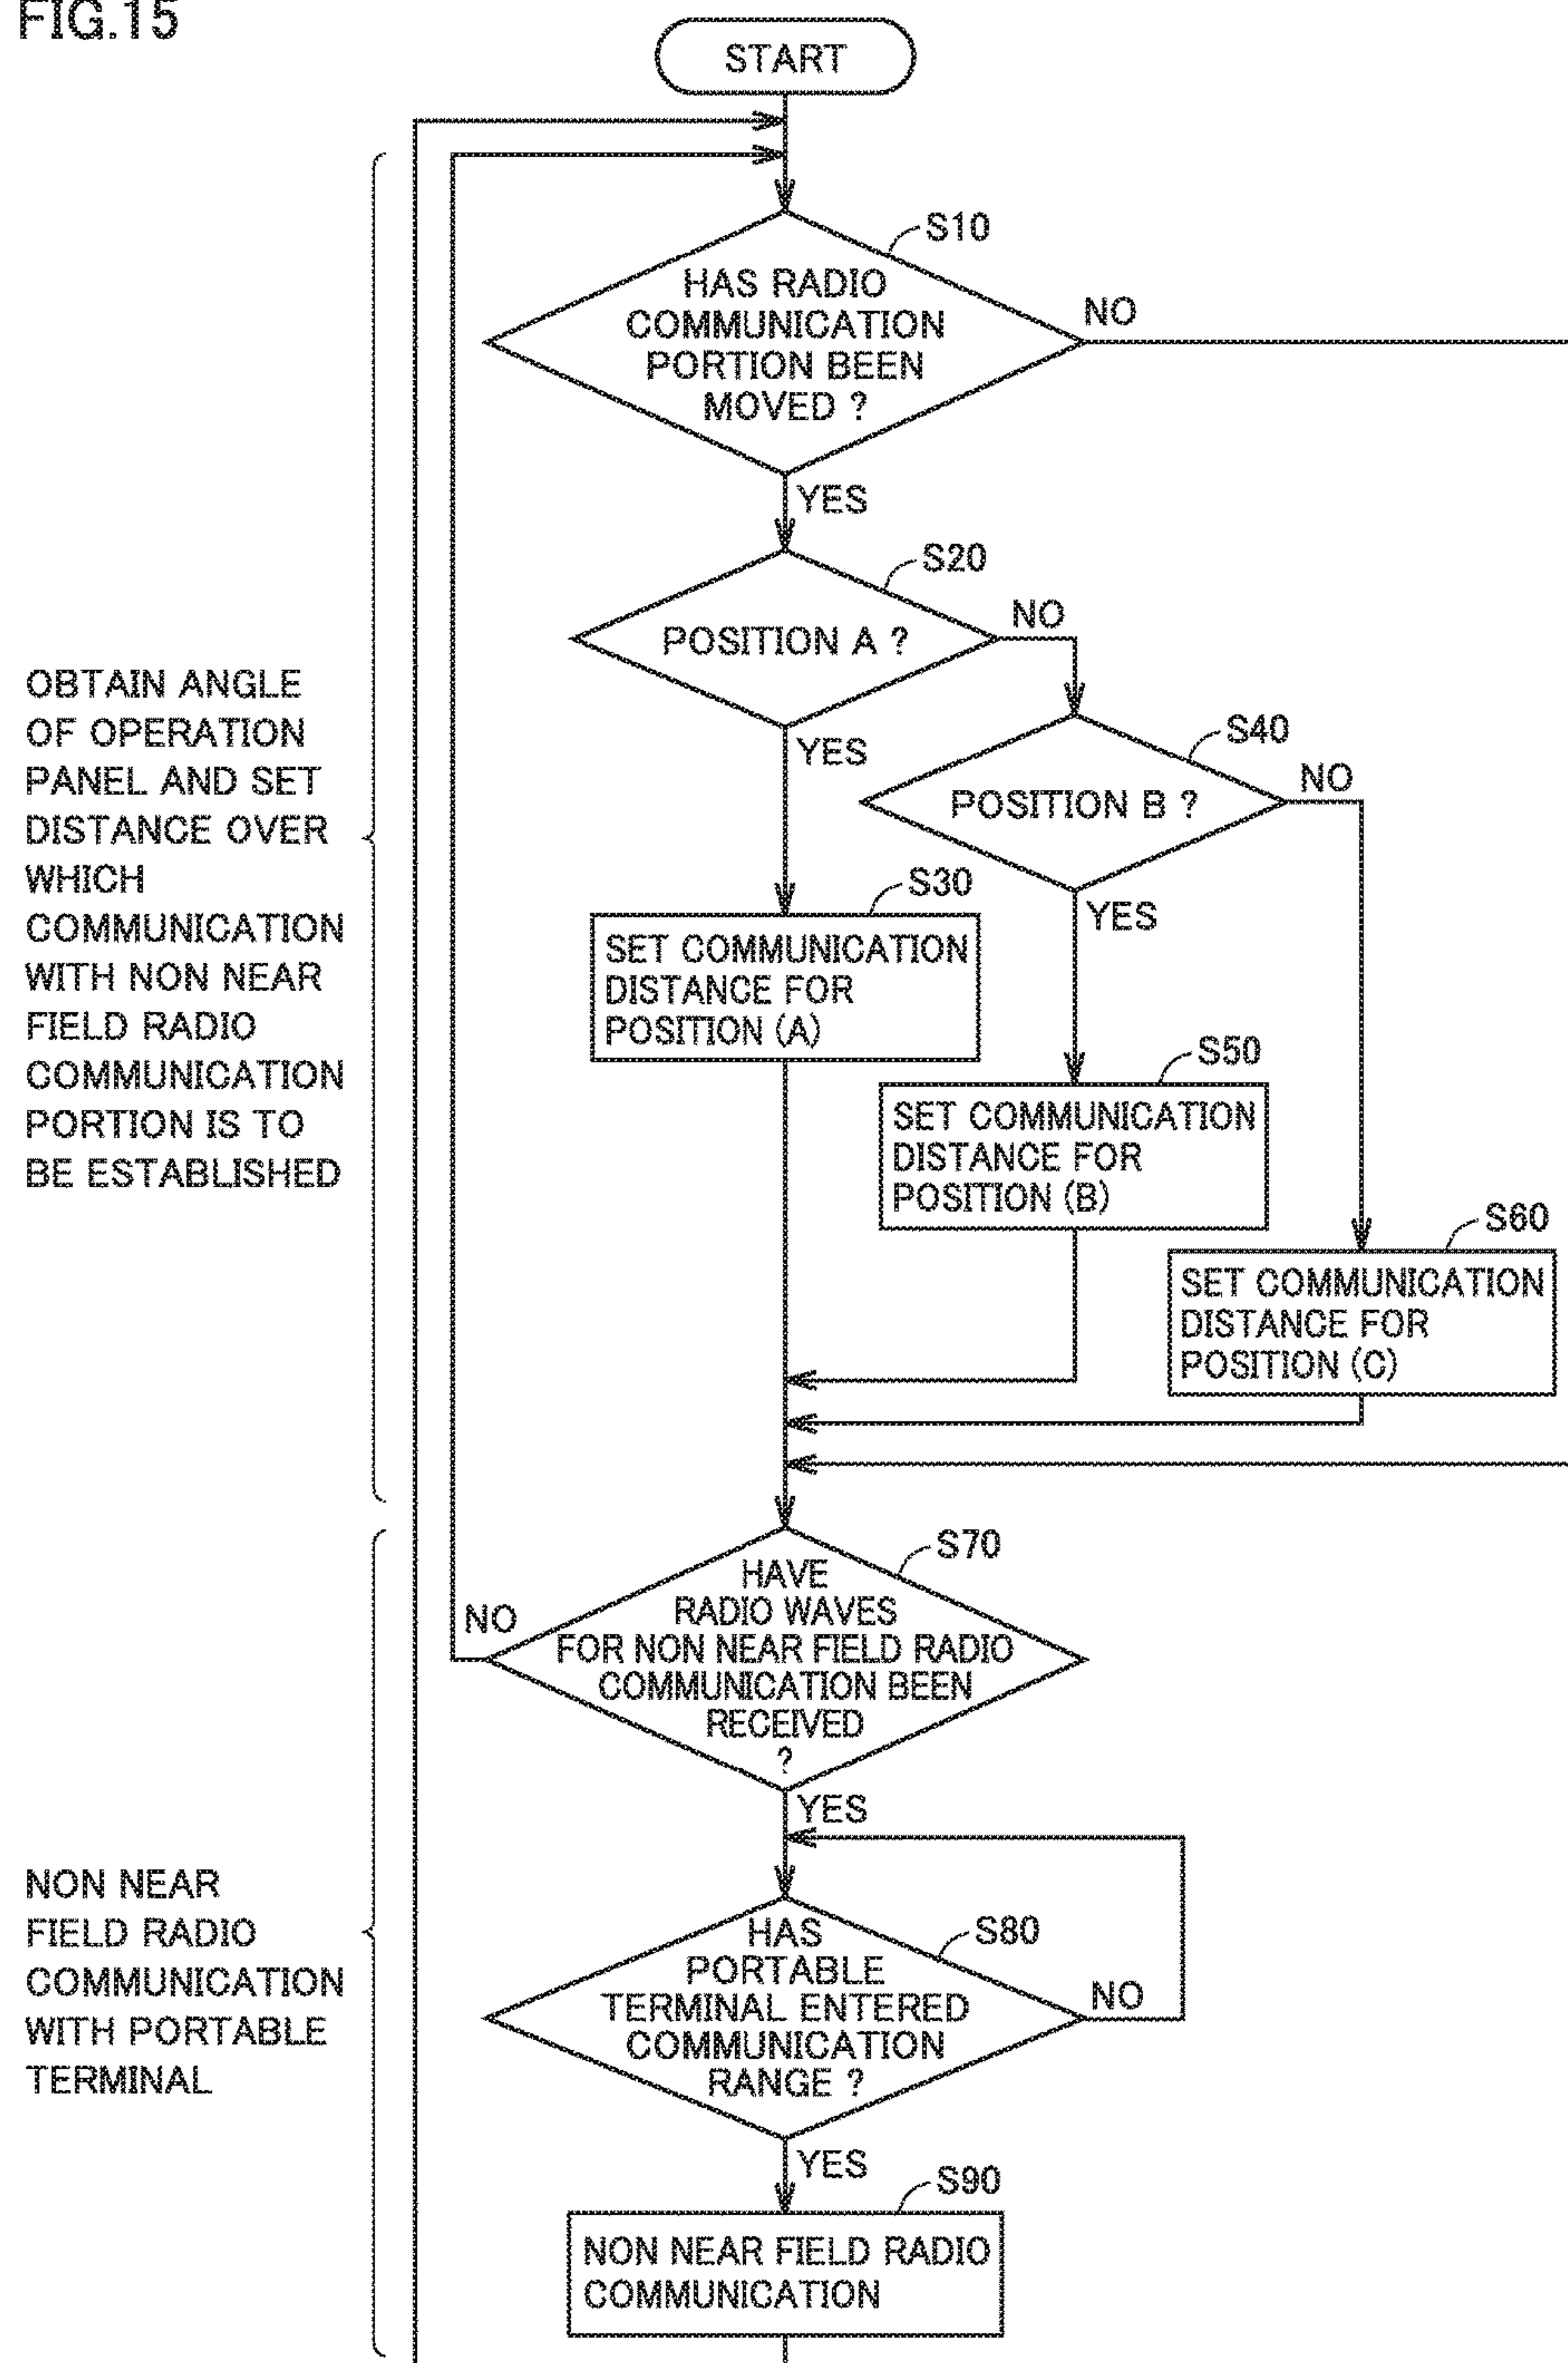 FIG.15
START
S10
HAS RADIO
COMMUNICATION
PORTION BEEN
MOVED ?
NO
YES
S20
POSITION A ?
NO
YES
S40
POSITION B ?
NO
YES
OBTAIN ANGLE
OF OPERATION
PANEL AND SET
DISTANCE OVER
WHICH
COMMUNICATION
WITH NON NEAR
FIELD RADIO
COMMUNICATION
PORTION IS TO
BE ESTABLISHED
S30
SET COMMUNICATION
DISTANCE FOR
POSITION (A)
S50
SET COMMUNICATION
DISTANCE FOR
POSITION (B)
S60
SET COMMUNICATION
DISTANCE FOR
POSITION (C)
S70
HAVE
RADIO WAVES
FOR NON NEAR FIELD RADIO
COMMUNICATION BEEN
RECEIVED
?
NO
YES
NON NEAR
FIELD RADIO
COMMUNICATION
WITH PORTABLE
TERMINAL
S80
HAS
PORTABLE
TERMINAL ENTERED
COMMUNICATION
RANGE ?
NO
YES
S90
NON NEAR FIELD RADIO
COMMUNICATION